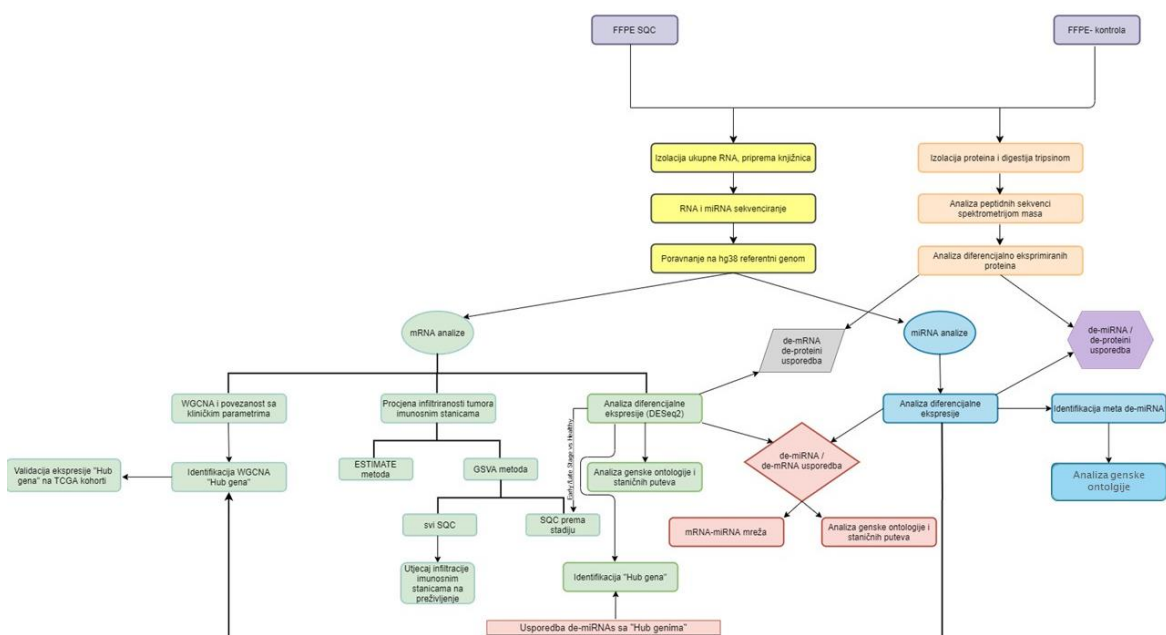 FFPE SQC
FFPE- kontrola
Izolacija ukupne RNA, priprema knjižnica
Izolacija proteina i digestija tripsinom
RNA i miRNA sekvenciranje
Analiza peptidnih sekvenci
spektrometrijom masa
Poravnanje na hg38 referentni genom
Analiza diferencijalno eksprimiranih
proteina
mRNA analize
de-mRNA
de-proteini
usporedba
miRNA analize
de-miRNA /
de-proteini
usporedba
WGCNA i povezanost sa
kliničkim parametrima
Procjena infiltriranosti tumora
imunosnim stanicama
Analiza diferencijalne
ekspresije (DESeq2)
Analiza diferencijalne
ekspresije
Identifikacija meta de-miRNA
Early/Late Stage vs Healthy
de-miRNA /
de-mRNA usporedba
Validacija ekspresije "Hub
gena" na TCGA kohorti
Identifikacija WGCNA
"Hub gena"
ESTIMATE
metoda
GSVA metoda
Analiza genske ontologije i
staničnih puteva
Analiza genske
ontolgije
svi SQC
SQC prema
stadiju
mRNA-miRNA mreža
Analiza genske ontologije i
staničnih puteva
Utjecaj infiltracije
imunosnim
stanicama na
preživljenje
Identifikacija "Hub gena"
Usporedba de-miRNAs sa "Hub genima"